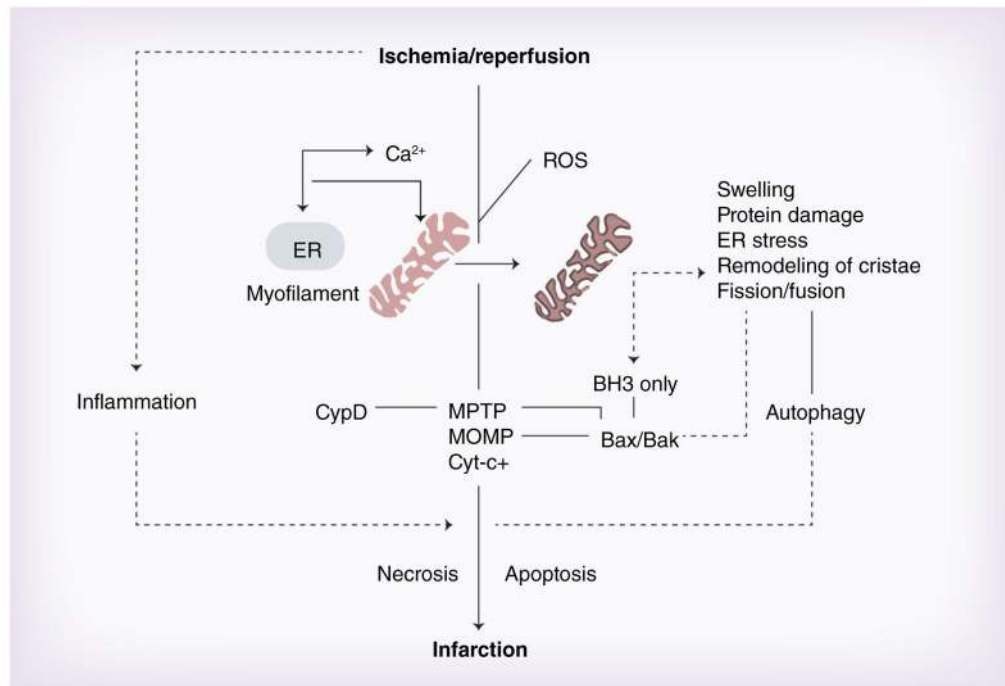 Ischemia/reperfusion
Ca²⁺
ROS
ER
Myofilament
Swelling
Protein damage
ER stress
Remodeling of cristae
Fission/fusion
Inflammation
CypD
MPTP
MOMP
Cyt-c+
BH3 only
Bax/Bak
Autophagy
Necrosis
Apoptosis
Infarction